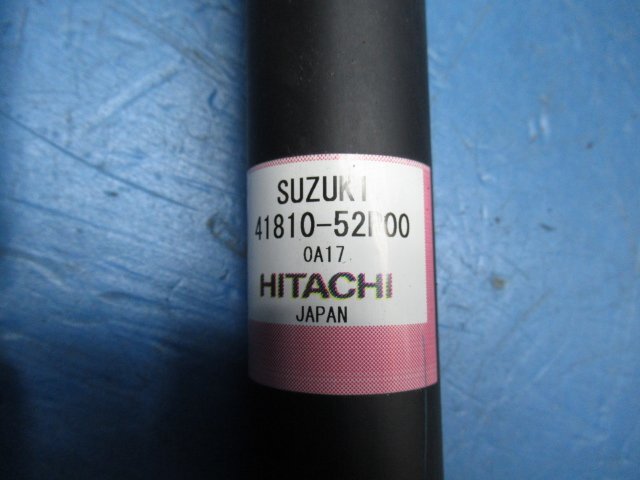 SUZUKI
41810-52P00
0A17
HITACHI
JAPAN